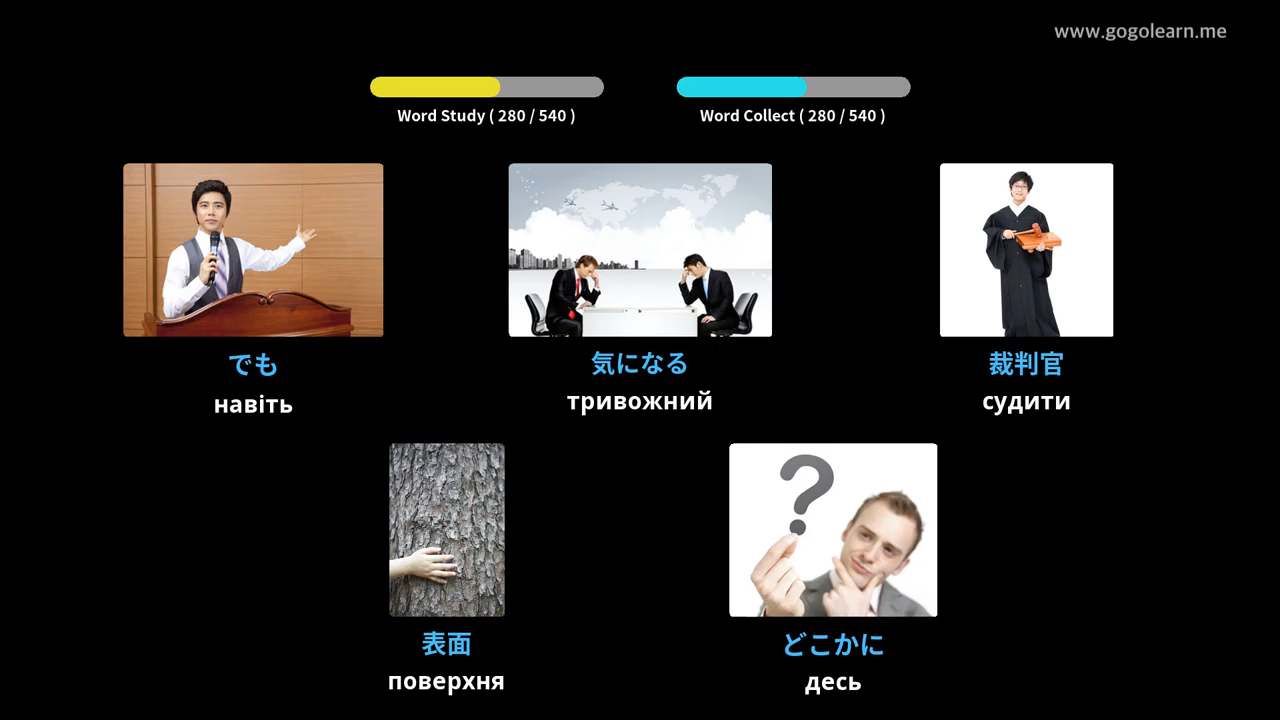 www.gogolearn.me
Word Study ( 280 / 540 )
Word Collect ( 280 / 540 )
でも
навіть
気になる
тривожний
裁判官
судити
表面
поверхня
どこかに
десь